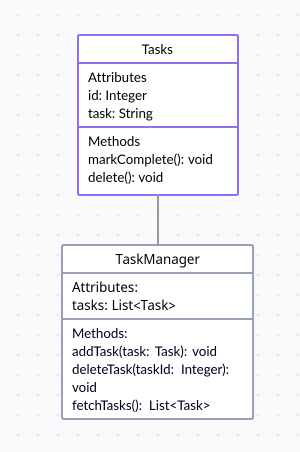 Tasks
Attributes
id: Integer
task: String
Methods
markComplete(): void
delete(): void
TaskManager
Attributes:
tasks: List<Task>
Methods:
addTask(task: Task): void
deleteTask(taskId: Integer):
void
fetchTasks(): List<Task>